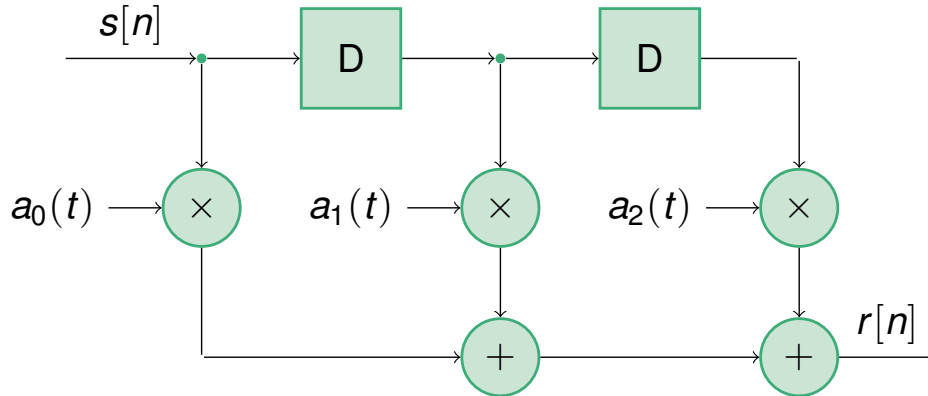 s[n]
D
D
a₀(t)
×
a₁(t)
×
a₂(t)
×
r[n]
+
+